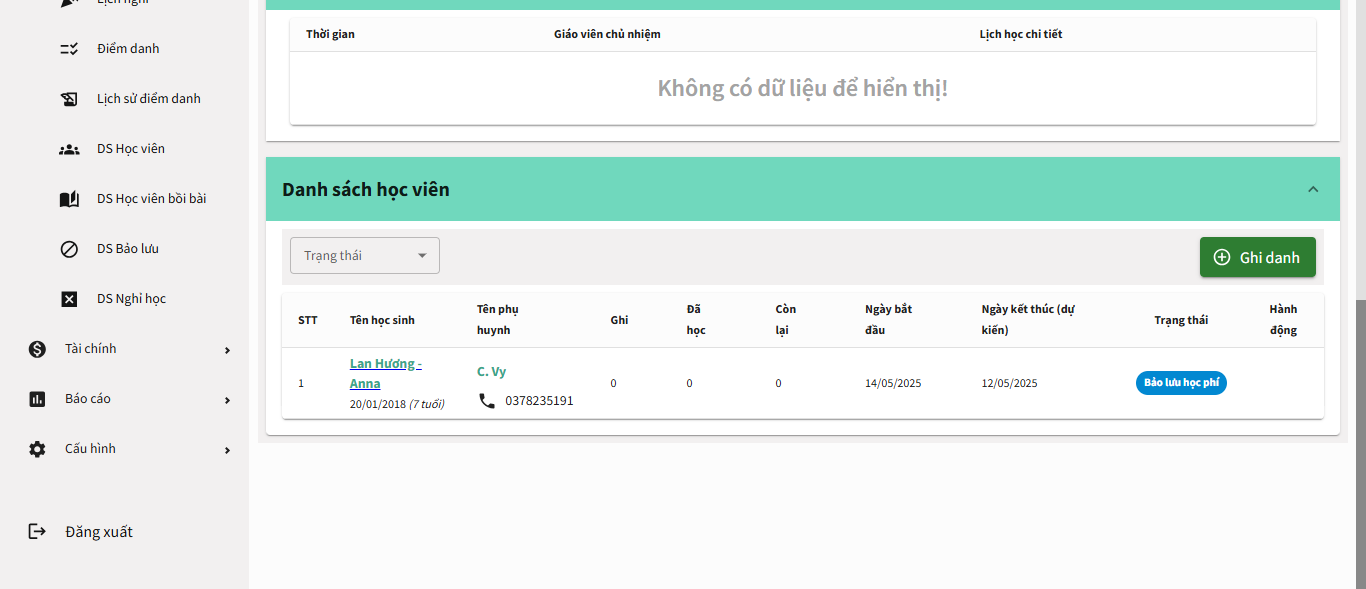 Lịch nghỉ
Điểm danh
Lịch sử điểm danh
DS Học viên
DS Học viên bồi bài
DS Bảo lưu
DS Nghỉ học
Tài chính
Báo cáo
Cấu hình
Đăng xuất
Thời gian Giáo viên chủ nhiệm Lịch học chi tiết
Không có dữ liệu để hiển thị!
Danh sách học viên
Trạng thái
Ghi danh
STT Tên học sinh Tên phụ huynh Ghi Đã học Còn lại Ngày bắt đầu Ngày kết thúc (dự kiến) Trạng thái Hành động
1 Lan Hương - Anna 20/01/2018 (7 tuổi) C. Vy 0378235191 0 0 0 14/05/2025 12/05/2025 Bảo lưu học phí